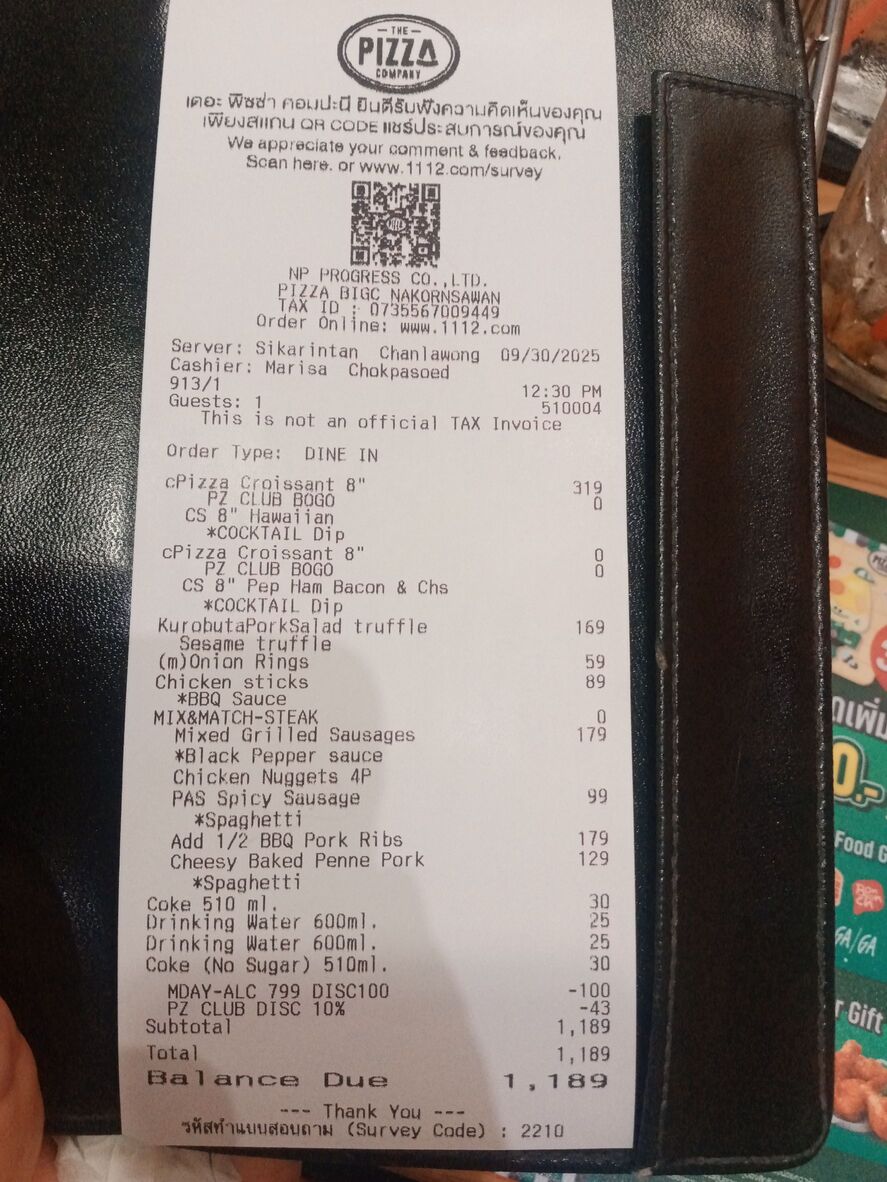 THE
PIZZA
COMPANY
เดอะ พิซซ่า คอมปะนี ยินดีรับฟังความคิดเห็นของคุณ
เพียงสแกน QR CODE แชร์ประสบการณ์ของคุณ
We appreciate your comment & feedback,
Scan here. or www.1112.com/survey
NP PROGRESS CO.,LTD.
PIZZA BIGC NAKORNSAWAN
TAX ID : 0735567009449
Order Online: www.1112.com
Server: Sikarintan Chanlawong 09/30/2025
Cashier: Marisa Chokpasoed
913/1 12:30 PM
Guests: 1 510004
This is not an official TAX Invoice
Order Type: DINE IN
cPizza Croissant 8" 319
PZ CLUB BOGO 0
CS 8" Hawaiian
*COCKTAIL Dip
cPizza Croissant 8" 0
PZ CLUB BOGO 0
CS 8" Pep Ham Bacon & Chs
*COCKTAIL Dip
KurobutaPorkSalad truffle 169
Sesame truffle
(m)Onion Rings 59
Chicken sticks 89
*BBQ Sauce
MIX&MATCH-STEAK 0
Mixed Grilled Sausages 179
*Black Pepper sauce
Chicken Nuggets 4P
PAS Spicy Sausage 99
*Spaghetti
Add 1/2 BBQ Pork Ribs 179
Cheesy Baked Penne Pork 129
*Spaghetti
Coke 510 ml. 30
Drinking Water 600ml. 25
Drinking Water 600ml. 25
Coke (No Sugar) 510ml. 30
MDAY-ALC 799 DISC100 -100
PZ CLUB DISC 10% -43
Subtotal 1,189
Total 1,189
Balance Due 1,189
--- Thank You ---
รหัสทำแบบสอบถาม (Survey Code) : 2210
0.-
Food G
GA/GA
r Gift